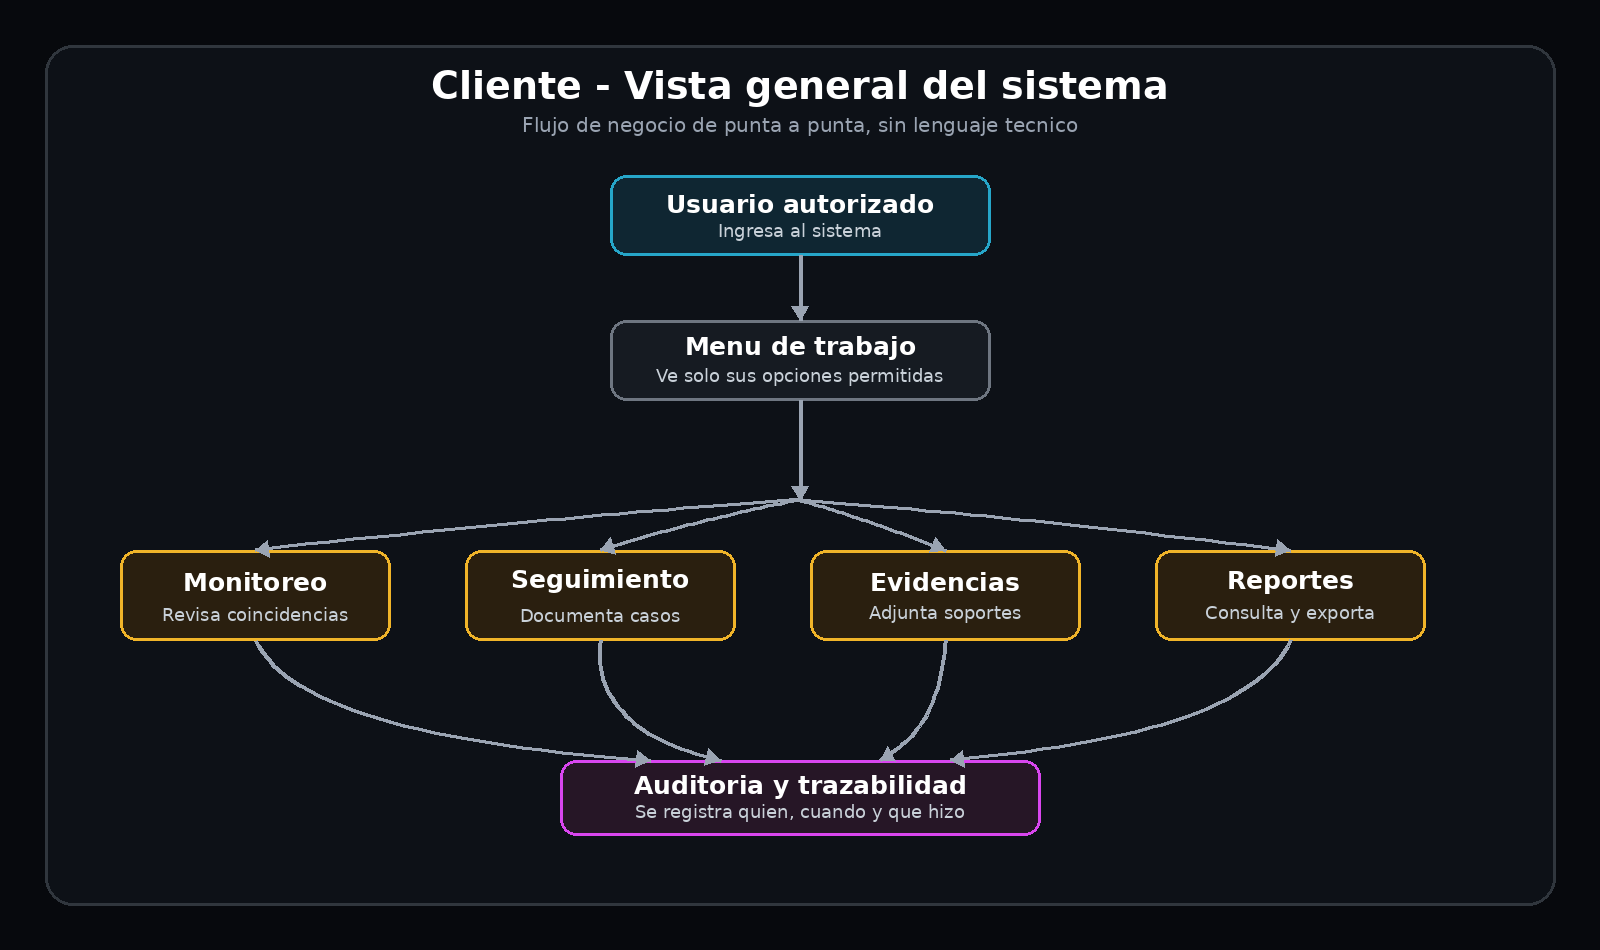 Cliente - Vista general del sistema
Flujo de negocio de punta a punta, sin lenguaje tecnico
Usuario autorizado
Ingresa al sistema
Menu de trabajo
Ve solo sus opciones permitidas
Monitoreo
Revisa coincidencias
Seguimiento
Documenta casos
Evidencias
Adjunta soportes
Reportes
Consulta y exporta
Auditoria y trazabilidad
Se registra quien, cuando y que hizo